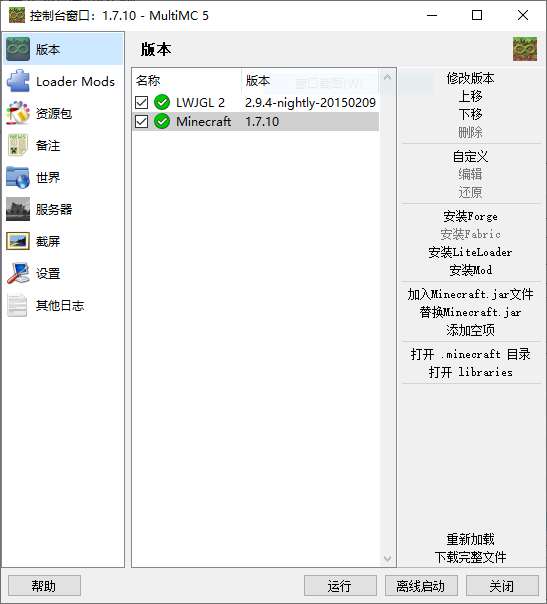 控制台窗口: 1.7.10 - MultiMC 5
版本
Loader Mods
资源包
备注
世界
服务器
截屏
设置
其他日志
版本
名称 版本
窗口截图(W)
LWJGL 2 2.9.4-nightly-20150209
Minecraft 1.7.10
修改版本
上移
下移
删除
自定义
编辑
还原
安装Forge
安装Fabric
安装LiteLoader
安装Mod
加入Minecraft.jar文件
替换Minecraft.jar
添加空项
打开 .minecraft 目录
打开 libraries
重新加载
下载完整文件
帮助 运行 离线启动 关闭